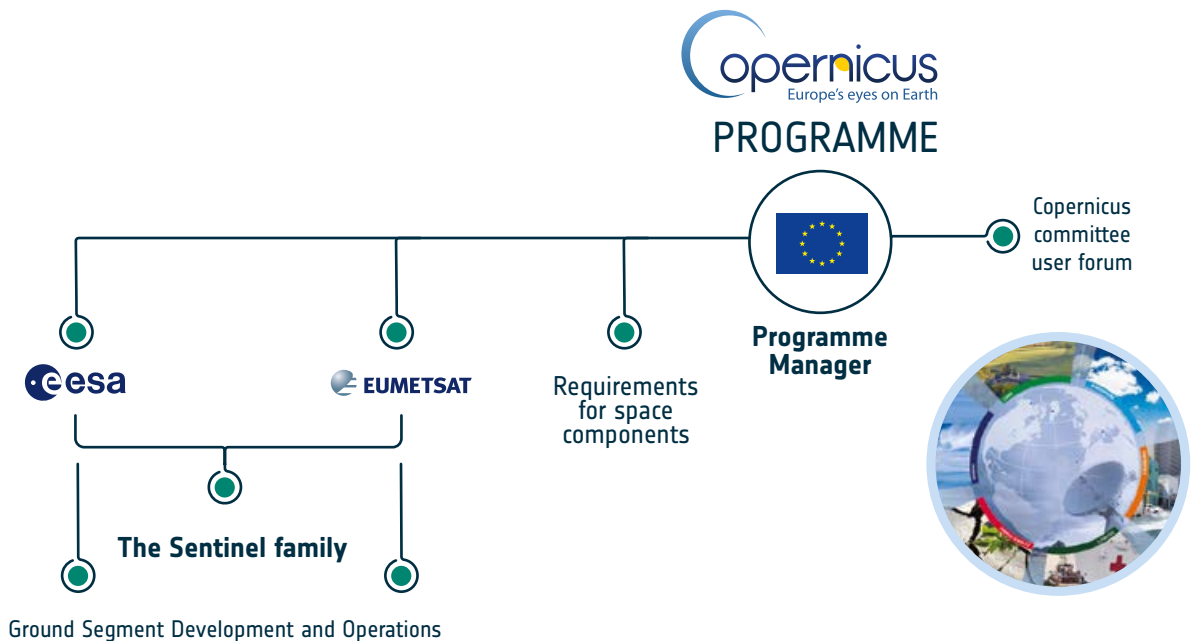 Copernicus
Europe's eyes on Earth
PROGRAMME
Copernicus
committee
user forum
Programme
Manager
esa
EUMETSAT
Requirements
for space
components
The Sentinel family
Ground Segment Development and Operations